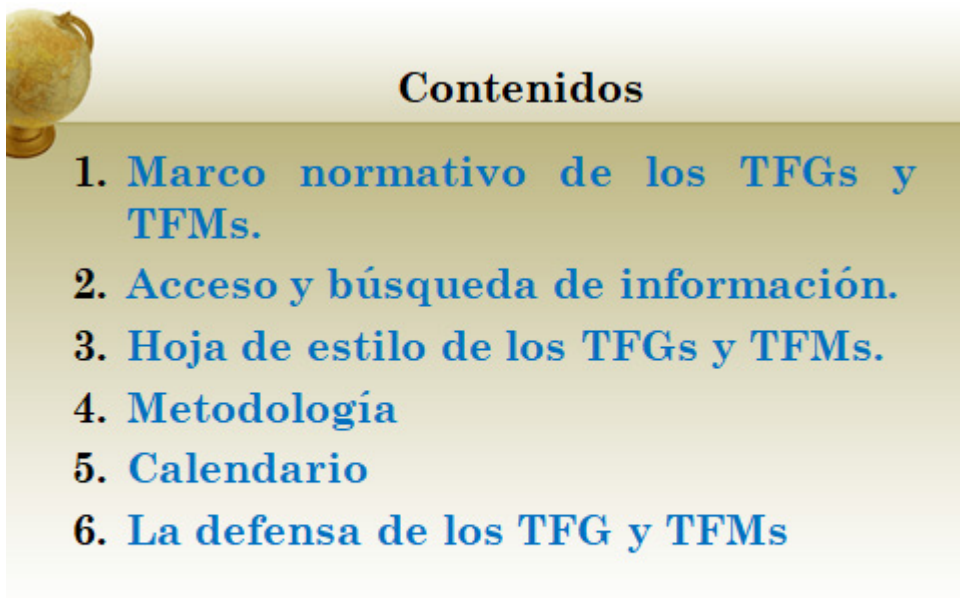 Contenidos
1. Marco normativo de los TFGs y
TFMs.
2. Acceso y búsqueda de información.
3. Hoja de estilo de los TFGs y TFMs.
4. Metodología
5. Calendario
6. La defensa de los TFG y TFMs